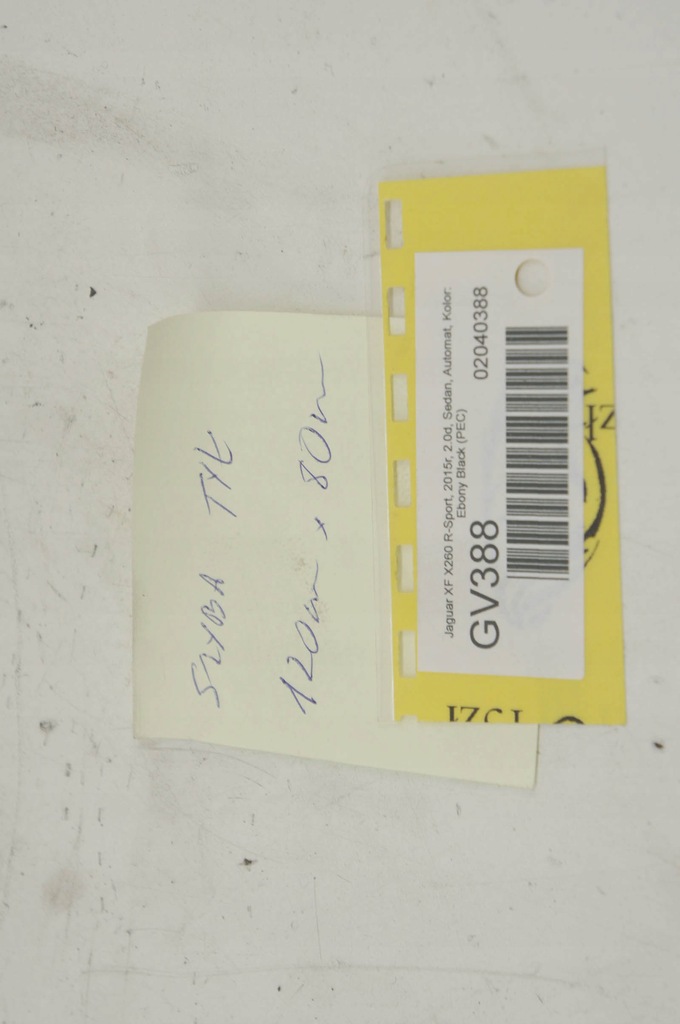 SZYBA TYŁ
120cm x 80cm
Jaguar XF X260 R-Sport, 2015r, 2.0d, Sedan, Automat, Kolor:
Ebony Black (PEC)
GV388
02040388